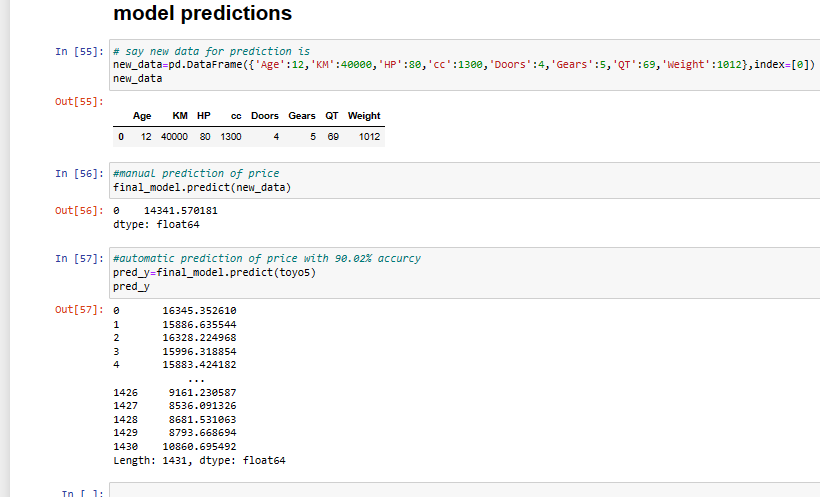 model predictions
In [55]: # say new data for prediction is
new_data=pd.DataFrame({'Age':12,'KM':40000,'HP':80,'cc':1300,'Doors':4,'Gears':5,'QT':69,'Weight':1012},index=[0])
new_data
Out[55]:
Age KM HP cc Doors Gears QT Weight
0 12 40000 80 1300 4 5 69 1012
In [56]: #manual prediction of price
final_model.predict(new_data)
Out[56]: 0 14341.570181
dtype: float64
In [57]: #automatic prediction of price with 90.02% accurcy
pred_y=final_model.predict(toyo5)
pred_y
Out[57]: 0 16345.352610
1 15886.635544
2 16328.224968
3 15996.318854
4 15883.424182
...
1426 9161.230587
1427 8536.091326
1428 8681.531063
1429 8793.668694
1430 10860.695492
Length: 1431, dtype: float64
In [ ]: